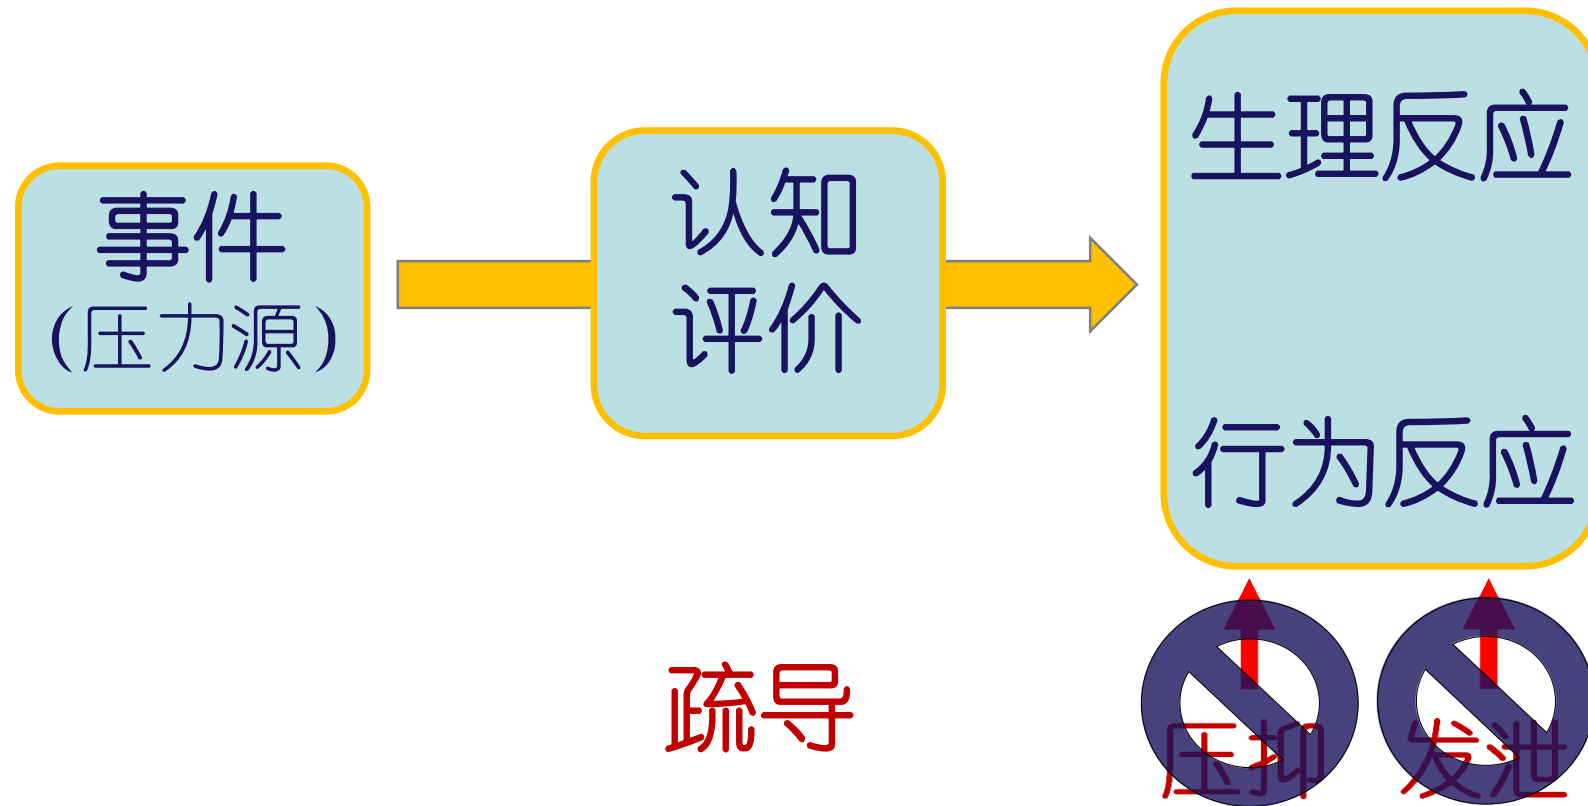 事件
(压力源)
认知
评价
生理反应
行为反应
疏导
压抑
发泄